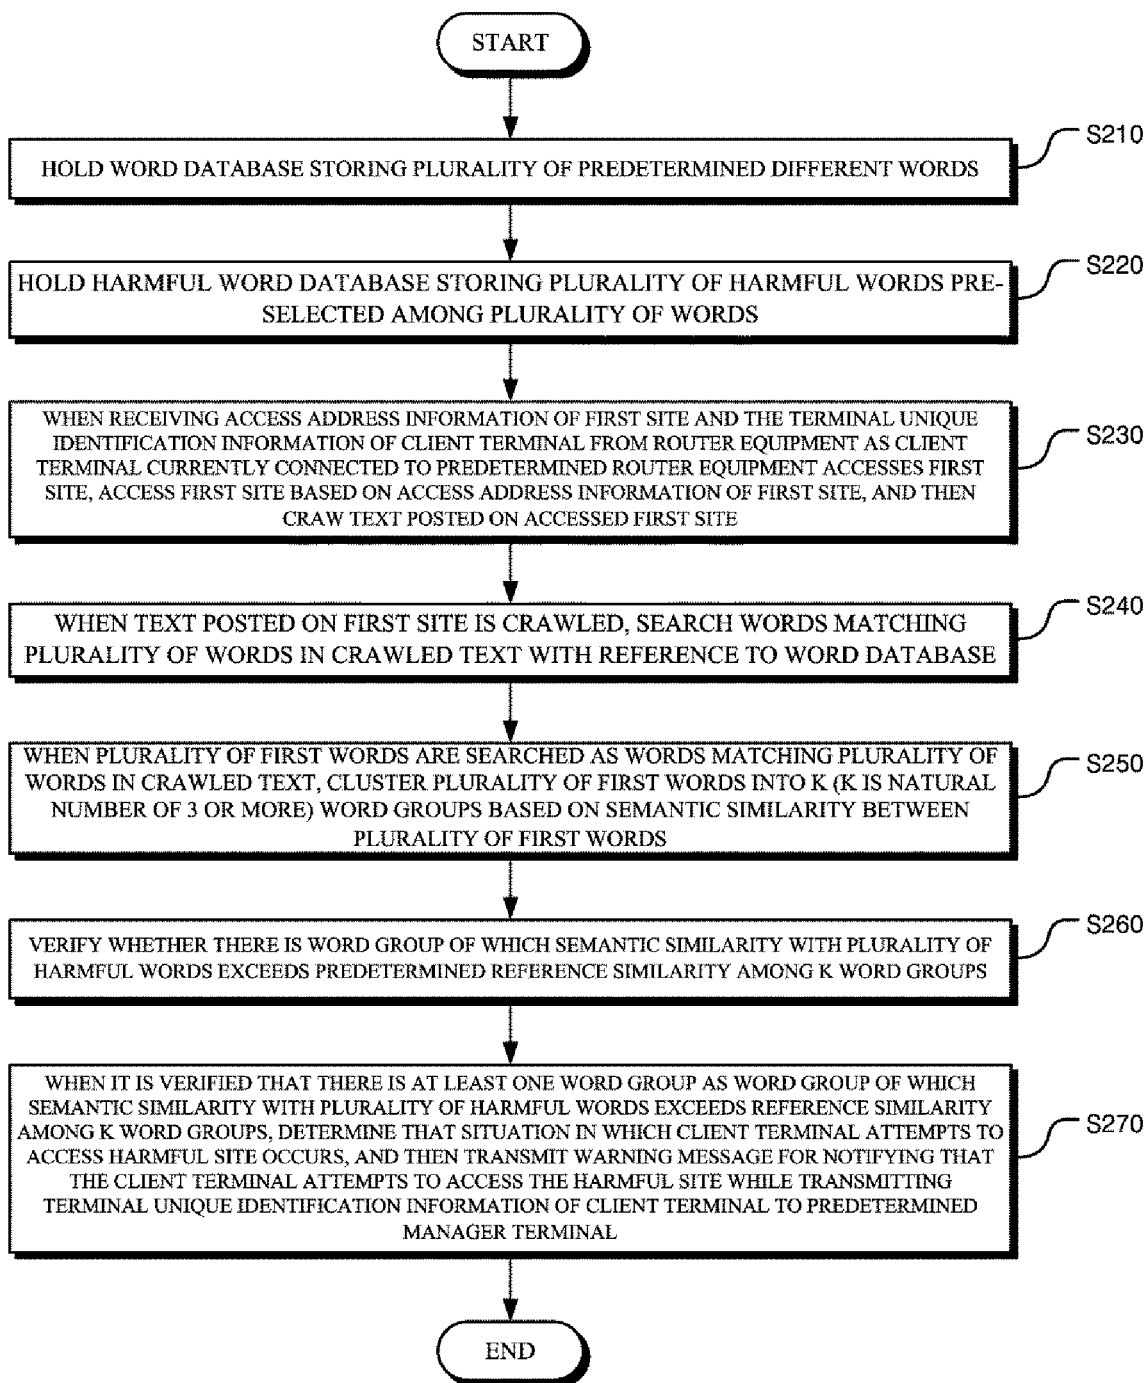 START
S210
HOLD WORD DATABASE STORING PLURALITY OF PREDETERMINED DIFFERENT WORDS
S220
HOLD HARMFUL WORD DATABASE STORING PLURALITY OF HARMFUL WORDS PRE-
SELECTED AMONG PLURALITY OF WORDS
S230
WHEN RECEIVING ACCESS ADDRESS INFORMATION OF FIRST SITE AND THE TERMINAL UNIQUE
IDENTIFICATION INFORMATION OF CLIENT TERMINAL FROM ROUTER EQUIPMENT AS CLIENT
TERMINAL CURRENTLY CONNECTED TO PREDETERMINED ROUTER EQUIPMENT ACCESSES FIRST
SITE, ACCESS FIRST SITE BASED ON ACCESS ADDRESS INFORMATION OF FIRST SITE, AND THEN
CRAW TEXT POSTED ON ACCESSED FIRST SITE
S240
WHEN TEXT POSTED ON FIRST SITE IS CRAWLED, SEARCH WORDS MATCHING
PLURALITY OF WORDS IN CRAWLED TEXT WITH REFERENCE TO WORD DATABASE
S250
WHEN PLURALITY OF FIRST WORDS ARE SEARCHED AS WORDS MATCHING PLURALITY OF
WORDS IN CRAWLED TEXT, CLUSTER PLURALITY OF FIRST WORDS INTO K (K IS NATURAL
NUMBER OF 3 OR MORE) WORD GROUPS BASED ON SEMANTIC SIMILARITY BETWEEN
PLURALITY OF FIRST WORDS
S260
VERIFY WHETHER THERE IS WORD GROUP OF WHICH SEMANTIC SIMILARITY WITH PLURALITY OF
HARMFUL WORDS EXCEEDS PREDETERMINED REFERENCE SIMILARITY AMONG K WORD GROUPS
S270
WHEN IT IS VERIFIED THAT THERE IS AT LEAST ONE WORD GROUP AS WORD GROUP OF WHICH
SEMANTIC SIMILARITY WITH PLURALITY OF HARMFUL WORDS EXCEEDS REFERENCE SIMILARITY
AMONG K WORD GROUPS, DETERMINE THAT SITUATION IN WHICH CLIENT TERMINAL ATTEMPTS TO
ACCESS HARMFUL SITE OCCURS, AND THEN TRANSMIT WARNING MESSAGE FOR NOTIFYING THAT
THE CLIENT TERMINAL ATTEMPTS TO ACCESS THE HARMFUL SITE WHILE TRANSMITTING
TERMINAL UNIQUE IDENTIFICATION INFORMATION OF CLIENT TERMINAL TO PREDETERMINED
MANAGER TERMINAL
END